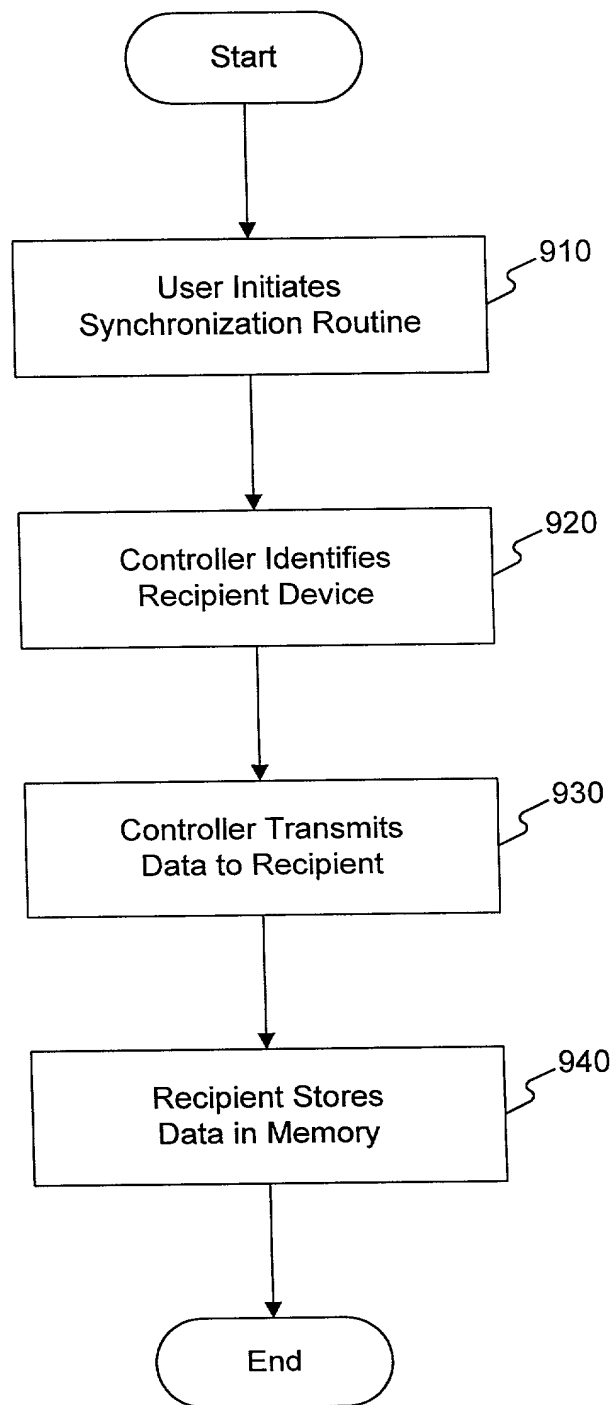 Start
910
User Initiates
Synchronization Routine
920
Controller Identifies
Recipient Device
930
Controller Transmits
Data to Recipient
940
Recipient Stores
Data in Memory
End